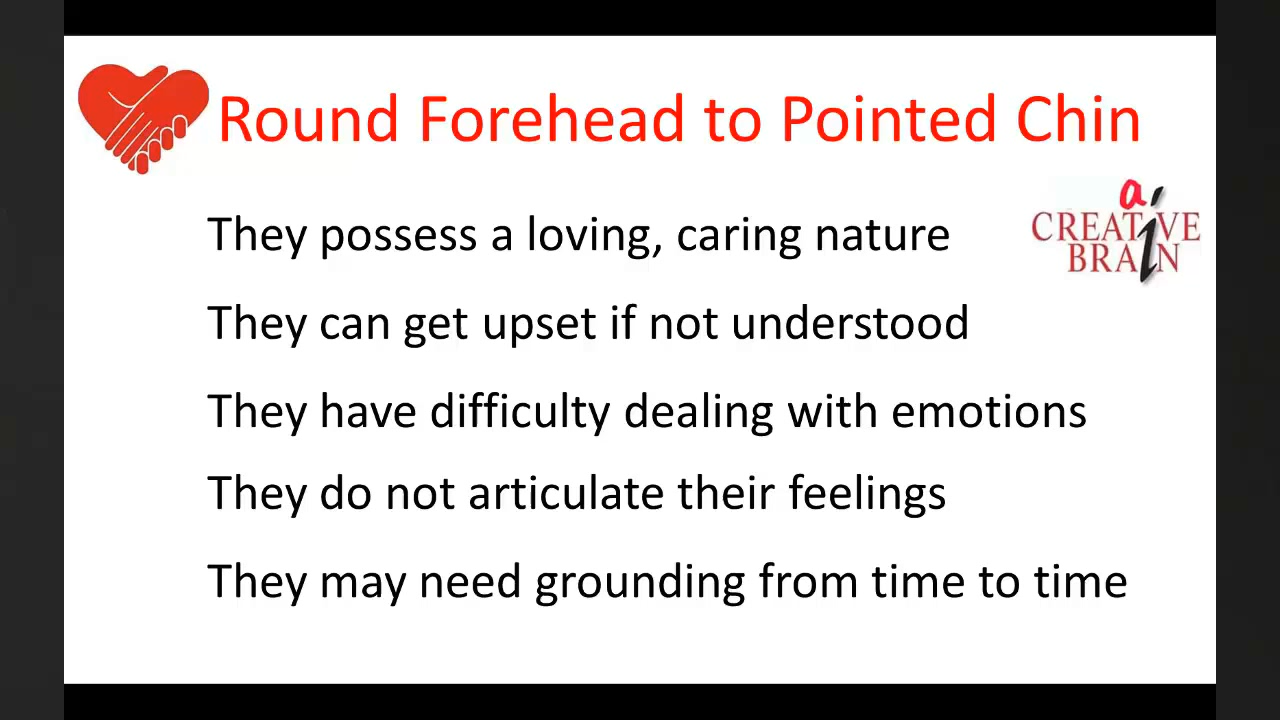 Round Forehead to Pointed Chin
a
CREATiVE
BRAiN
They possess a loving, caring nature
They can get upset if not understood
They have difficulty dealing with emotions
They do not articulate their feelings
They may need grounding from time to time